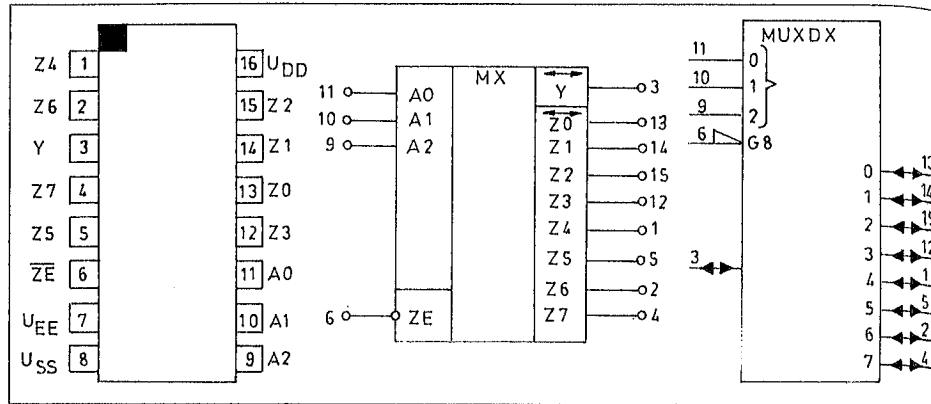 Z4 1
Z6 2
Y 3
Z7 4
Z5 5
ZE 6
UEE 7
USS 8
16 UDD
15 Z2
14 Z1
13 Z0
12 Z3
11 A0
10 A1
9 A2
MX
11 A0
10 A1
9 A2
6 ZE
Y 3
Z0 13
Z1 14
Z2 15
Z3 12
Z4 1
Z5 5
Z6 2
Z7 4
MUXDX
11 0
10 1
9 2
6 G8
3
0 13
1 14
2 15
3 12
4 1
5 5
6 2
7 4